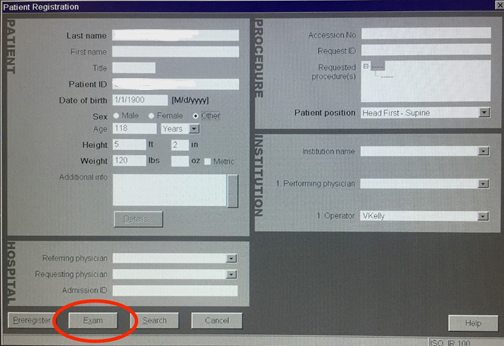 Patient Registration
PATIENT
Last name
First name
Title
Patient ID
Date of birth 1/1/1900 [M/d/yyyy]
Sex Male Female Other
Age 118 Years
Height 5 ft 2 in
Weight 120 lbs oz Metric
Additional info
Details
HOSPITAL
Referring physician
Requesting physician
Admission ID
PROCEDURE
Accession No
Request ID
Requested
procedure(s)
Patient position Head First - Supine
INSTITUTION
Institution name
1. Performing physician
1. Operator VKelly
Preregister Exam Search Cancel Help
ISO_IR 100